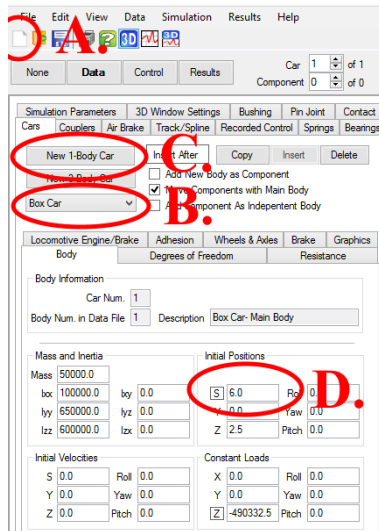 File Edit View Data Simulation Results Help
A.
3D
None Data Control Results Car 1 of 1
Component 0 of 0
Simulation Parameters 3D Window Settings Bushing Pin Joint Contact
Cars Couplers Air Brake Track/Spline Recorded Control Springs Bearings
New 1-Body Car Insert After Copy Insert Delete
C.
New 3-Body Car Add New Body as Component
Move Components with Main Body
Box Car Add Component As Indepentent Body
B.
Locomotive Engine/Brake Adhesion Wheels & Axles Brake Graphics
Body Degrees of Freedom Resistance
Body Information
Car Num. 1
Body Num. in Data File 1 Description Box Car- Main Body
Mass and Inertia Initial Positions
Mass 50000.0
Ixx 100000.0 Ixy 0.0 S 6.0 Roll
D.
Iyy 650000.0 Iyz 0.0 Y 0.0 Yaw 0.0
Izz 600000.0 Izx 0.0 Z 2.5 Pitch 0.0
Initial Velocities Constant Loads
S 0.0 Roll 0.0 X 0.0 Roll 0.0
Y 0.0 Yaw 0.0 Y 0.0 Yaw 0.0
Z 0.0 Pitch 0.0 Z -490332.5 Pitch 0.0